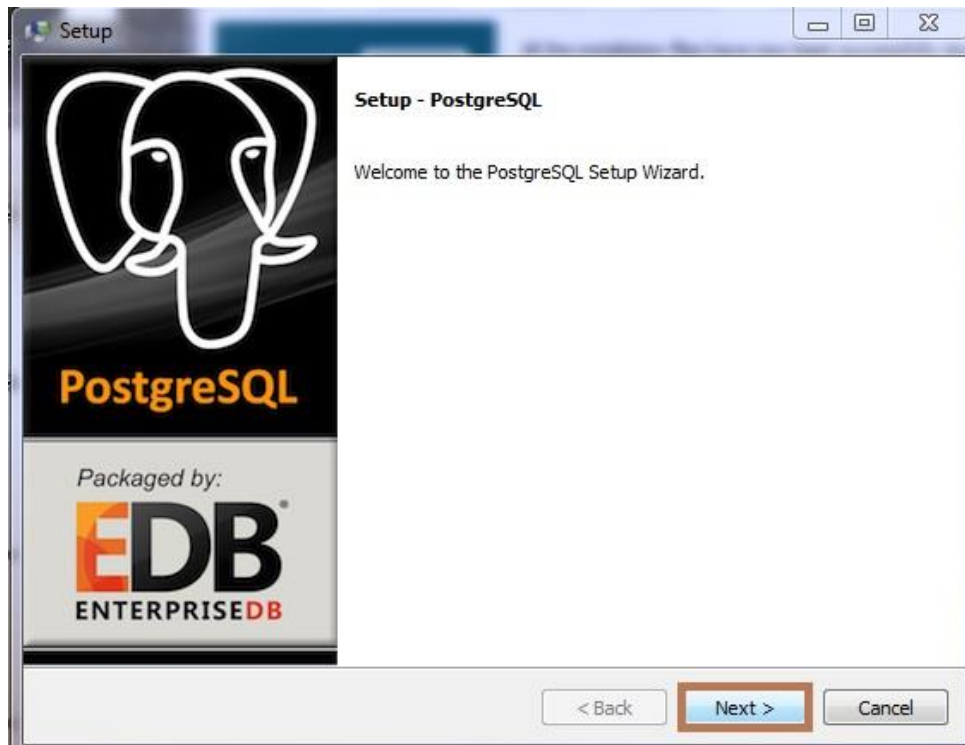 Setup
Setup - PostgreSQL
Welcome to the PostgreSQL Setup Wizard.
PostgreSQL
Packaged by:
EDB®
ENTERPRISEDB
< Back
Next >
Cancel